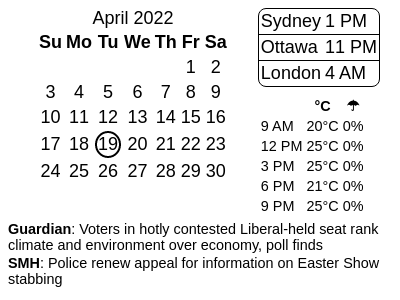 April 2022
Su Mo Tu We Th Fr Sa
1 2
3 4 5 6 7 8 9
10 11 12 13 14 15 16
17 18 19 20 21 22 23
24 25 26 27 28 29 30
Sydney 1 PM
Ottawa 11 PM
London 4 AM
°C ☂
9 AM 20°C 0%
12 PM 25°C 0%
3 PM 25°C 0%
6 PM 21°C 0%
9 PM 25°C 0%
Guardian: Voters in hotly contested Liberal-held seat rank
climate and environment over economy, poll finds
SMH: Police renew appeal for information on Easter Show
stabbing